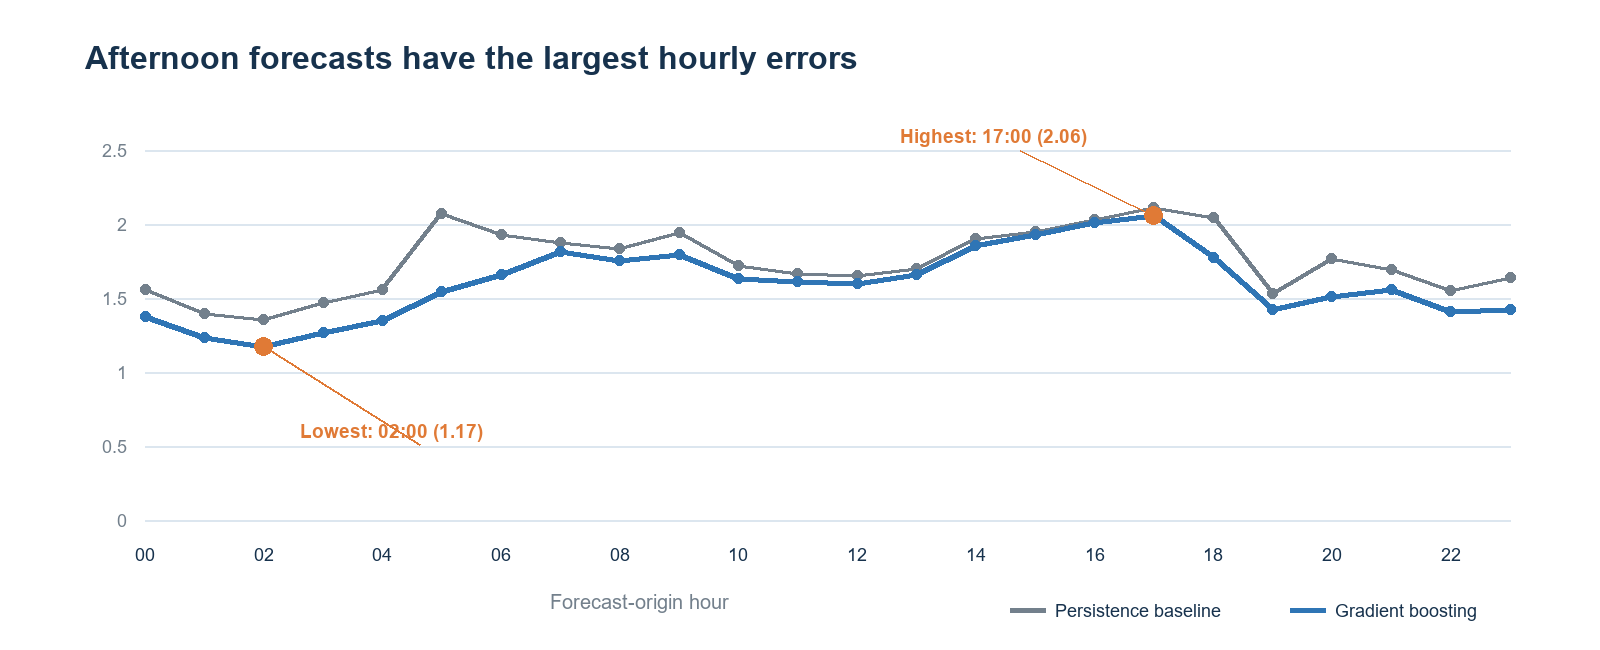 Afternoon forecasts have the largest hourly errors
Highest: 17:00 (2.06)
2.5
2
1.5
1
Lowest: 02:00 (1.17)
0.5
0
00 02 04 06 08 10 12 14 16 18 20 22
Forecast-origin hour
Persistence baseline Gradient boosting